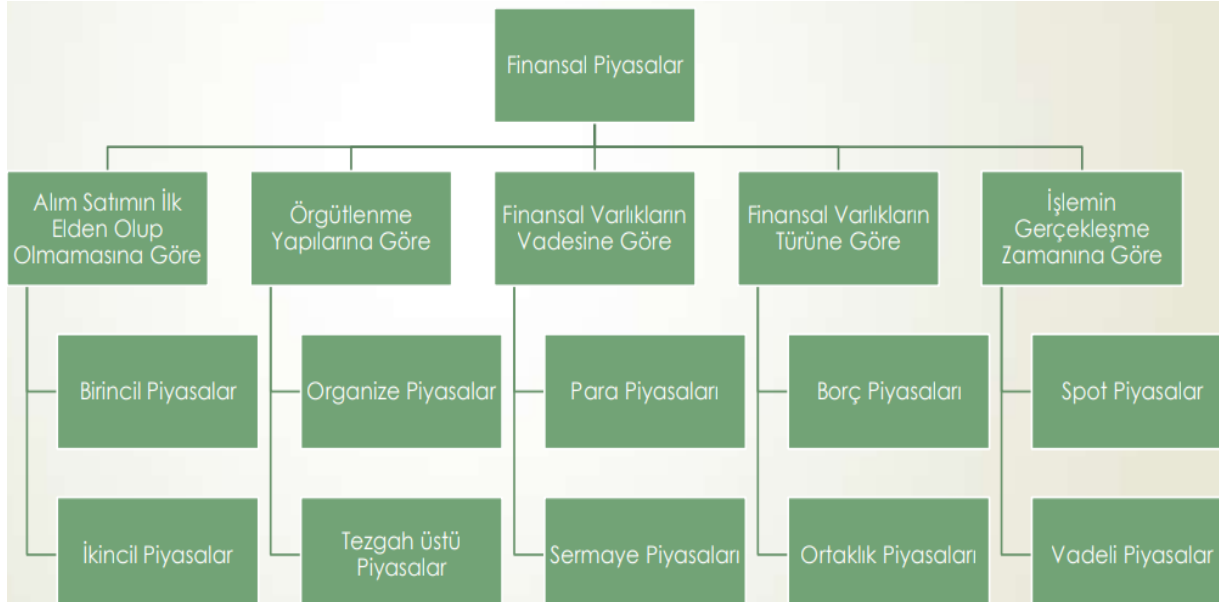 Finansal Piyasalar
Alım Satımın İlk
Elden Olup
Olmamasına Göre
Örgütlenme
Yapılarına Göre
Finansal Varlıkların
Vadesine Göre
Finansal Varlıkların
Türüne Göre
İşlemin
Gerçekleşme
Zamanına Göre
Birincil Piyasalar
Organize Piyasalar
Para Piyasaları
Borç Piyasaları
Spot Piyasalar
İkincil Piyasalar
Tezgah üstü
Piyasalar
Sermaye Piyasaları
Ortaklık Piyasaları
Vadeli Piyasalar